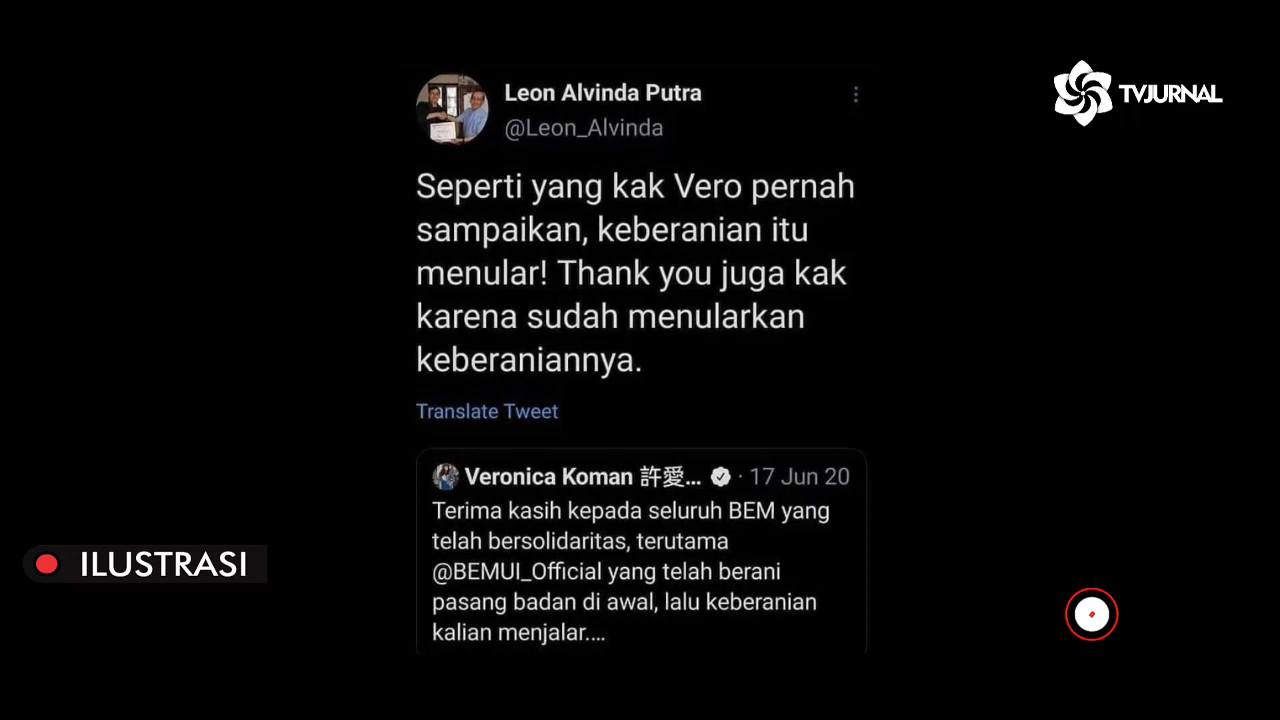 TVJURNAL
Leon Alvinda Putra
@Leon_Alvinda
Seperti yang kak Vero pernah
sampaikan, keberanian itu
menular! Thank you juga kak
karena sudah menularkan
keberaniannya.
Translate Tweet
Veronica Koman 許愛... · 17 Jun 20
Terima kasih kepada seluruh BEM yang
telah bersolidaritas, terutama
@BEMUI_Official yang telah berani
pasang badan di awal, lalu keberanian
kalian menjalar....
ILUSTRASI